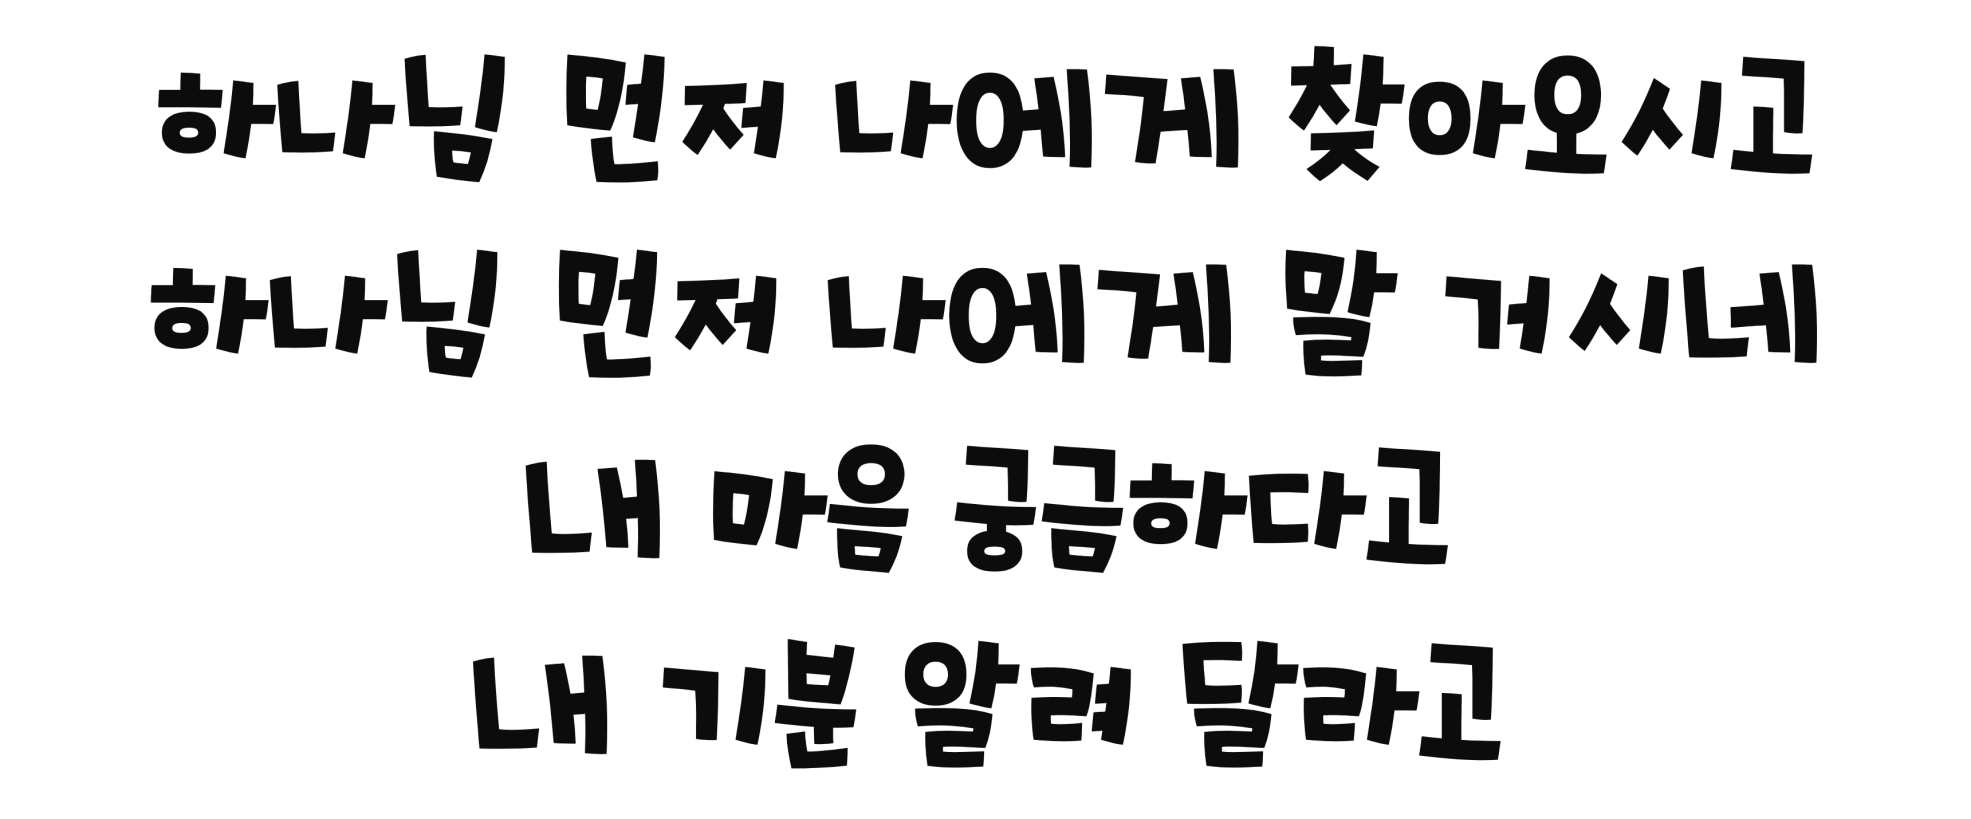 하나님 먼저 나에게 찾아오시고
하나님 먼저 나에게 말 거시네
내 마음 궁금하다고
내 기분 알려 달라고